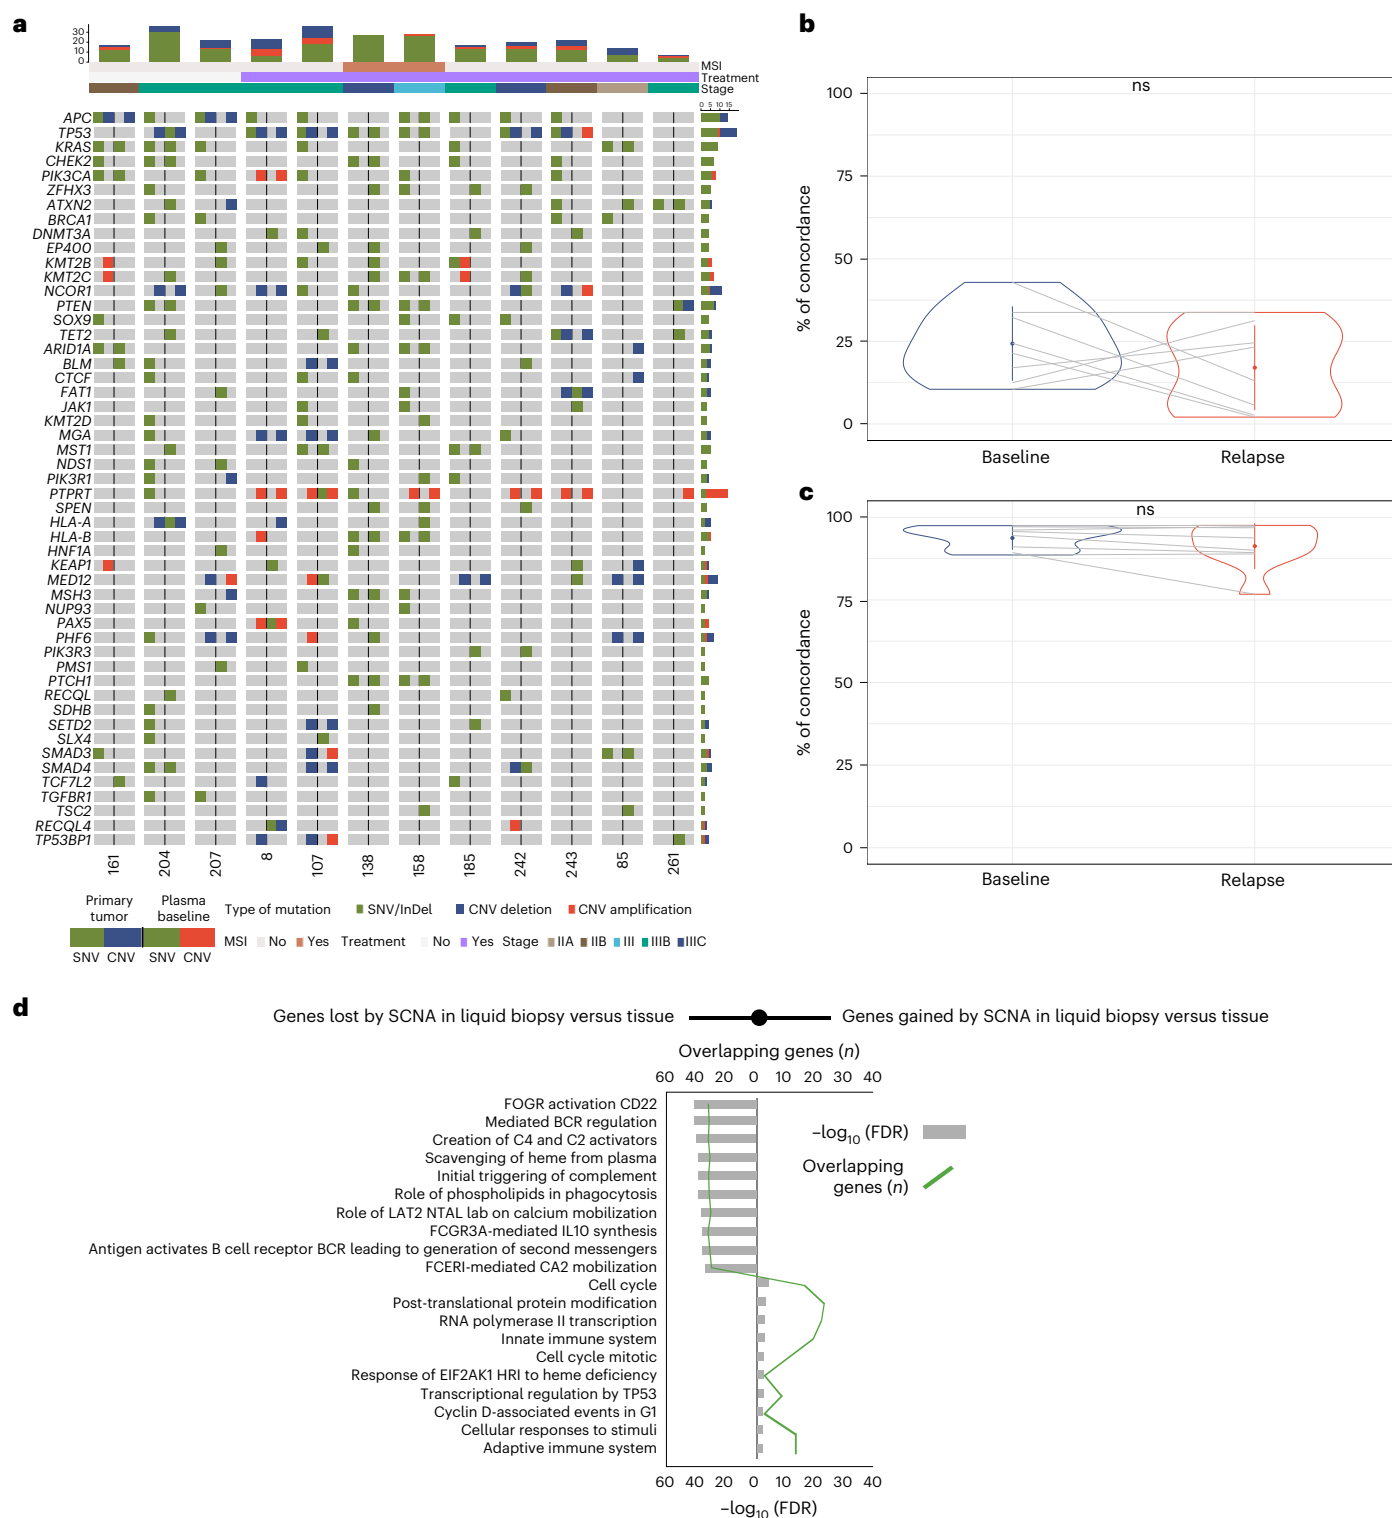 a
30
20
10
0
MSI
Treatment
Stage
0 5 10 15
APC
TP53
KRAS
CHEK2
PIK3CA
ZFHX3
ATXN2
BRCA1
DNMT3A
EP400
KMT2B
KMT2C
NCOR1
PTEN
SOX9
TET2
ARID1A
BLM
CTCF
FAT1
JAK1
KMT2D
MGA
MST1
NDS1
PIK3R1
PTPRT
SPEN
HLA-A
HLA-B
HNF1A
KEAP1
MED12
MSH3
NUP93
PAX5
PHF6
PIK3R3
PMS1
PTCH1
RECQL
SDHB
SETD2
SLX4
SMAD3
SMAD4
TCF7L2
TGFBR1
TSC2
RECQL4
TP53BP1
161 204 207 8 107 138 158 185 242 243 85 261
Primary tumor
Plasma baseline
SNV CNV SNV CNV
Type of mutation SNV/InDel CNV deletion CNV amplification
MSI No Yes Treatment No Yes Stage IIA IIB III IIIB IIIC
b
ns
% of concordance
100
75
50
25
0
Baseline Relapse
c
ns
% of concordance
100
75
50
25
0
Baseline Relapse
d
Genes lost by SCNA in liquid biopsy versus tissue Genes gained by SCNA in liquid biopsy versus tissue
Overlapping genes (n)
60 40 20 0 10 20 30 40
FOGR activation CD22
Mediated BCR regulation
Creation of C4 and C2 activators
Scavenging of heme from plasma
Initial triggering of complement
Role of phospholipids in phagocytosis
Role of LAT2 NTAL lab on calcium mobilization
FCGR3A-mediated IL10 synthesis
Antigen activates B cell receptor BCR leading to generation of second messengers
FCERI-mediated CA2 mobilization
Cell cycle
Post-translational protein modification
RNA polymerase II transcription
Innate immune system
Cell cycle mitotic
Response of EIF2AK1 HRI to heme deficiency
Transcriptional regulation by TP53
Cyclin D-associated events in G1
Cellular responses to stimuli
Adaptive immune system
–log10 (FDR)
Overlapping
genes (n)
60 40 20 0 10 20 30 40
–log10 (FDR)